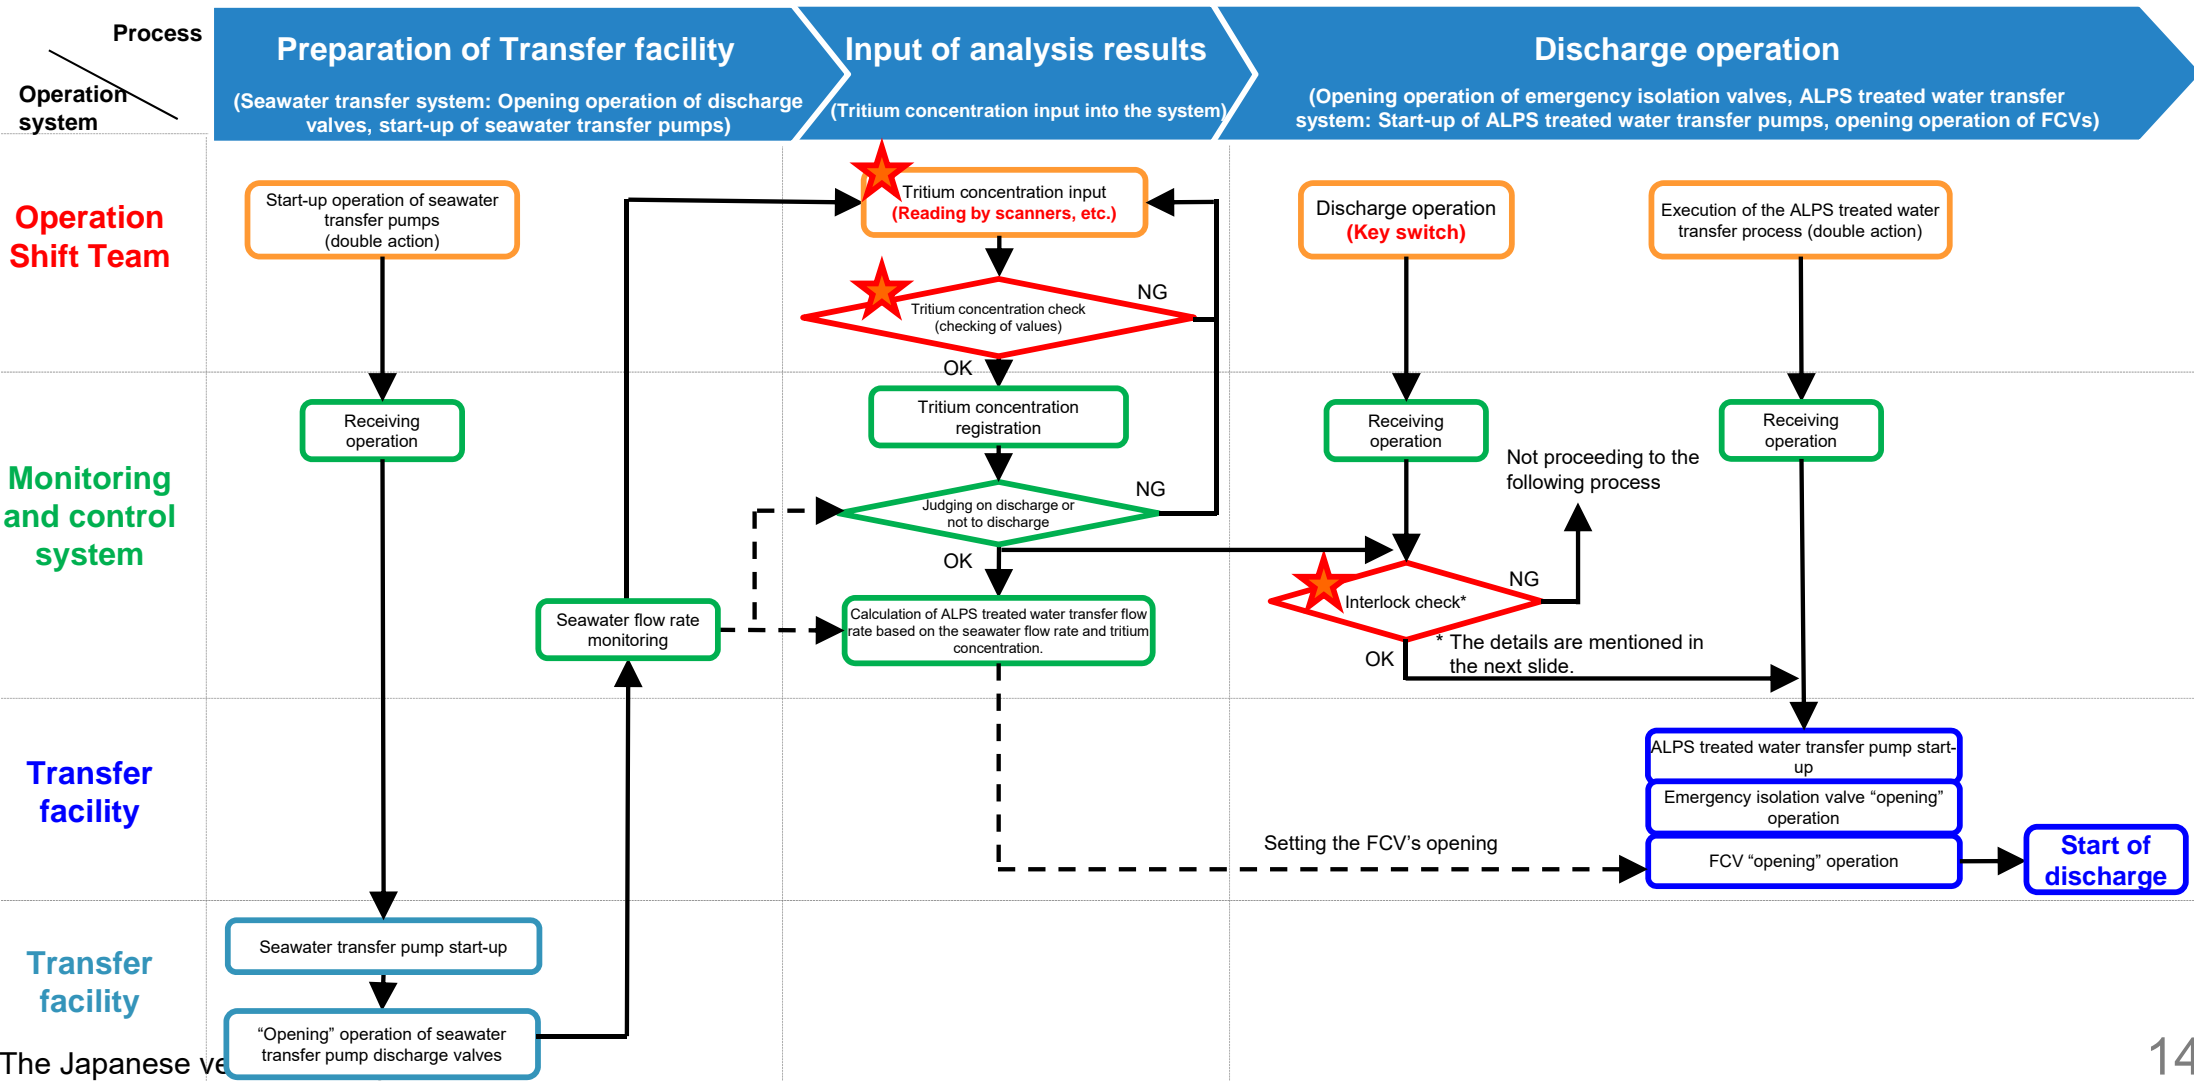 Process
Operation
system
Preparation of Transfer facility
(Seawater transfer system: Opening operation of discharge
valves, start-up of seawater transfer pumps)
Input of analysis results
(Tritium concentration input into the system)
Discharge operation
(Opening operation of emergency isolation valves, ALPS treated water transfer
system: Start-up of ALPS treated water transfer pumps, opening operation of FCVs)
Operation
Shift Team
Start-up operation of seawater
transfer pumps
(double action)
Tritium concentration input
(Reading by scanners, etc.)
Discharge operation
(Key switch)
Execution of the ALPS treated water
transfer process (double action)
Tritium concentration check
(checking of values)
NG
OK
Monitoring
and control
system
Receiving
operation
Tritium concentration
registration
Receiving
operation
Receiving
operation
Not proceeding to the
following process
Judging on discharge or
not to discharge
NG
OK
Seawater flow rate
monitoring
Calculation of ALPS treated water transfer flow
rate based on the seawater flow rate and tritium
concentration.
Interlock check*
NG
OK
* The details are mentioned in
the next slide.
Transfer
facility
ALPS treated water transfer pump start-
up
Emergency isolation valve “opening”
operation
FCV “opening” operation
Setting the FCV’s opening
Start of
discharge
Transfer
facility
Seawater transfer pump start-up
“Opening” operation of seawater
transfer pump discharge valves
The Japanese ve
14